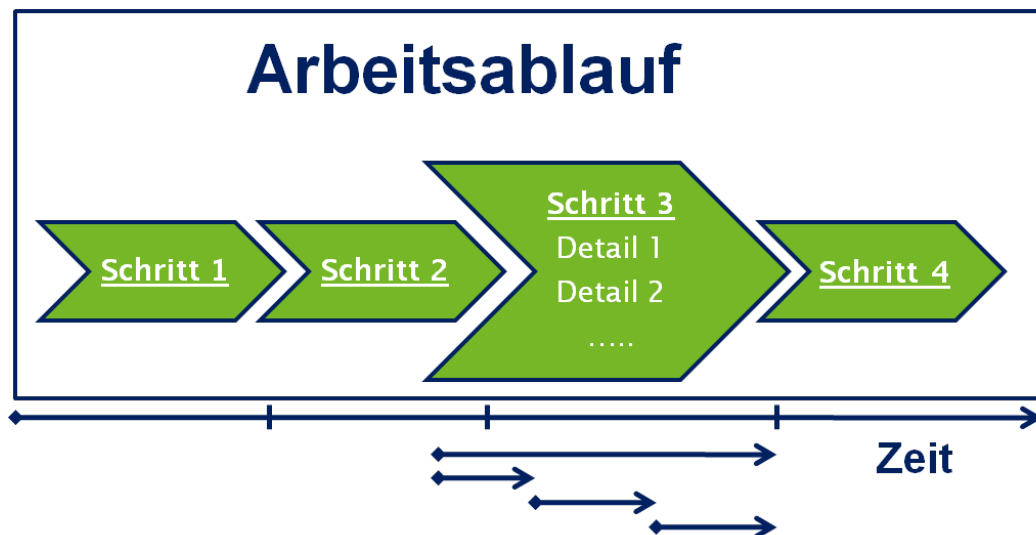 Arbeitsablauf
Schritt 1
Schritt 2
Schritt 3
Detail 1
Detail 2
.....
Schritt 4
Zeit